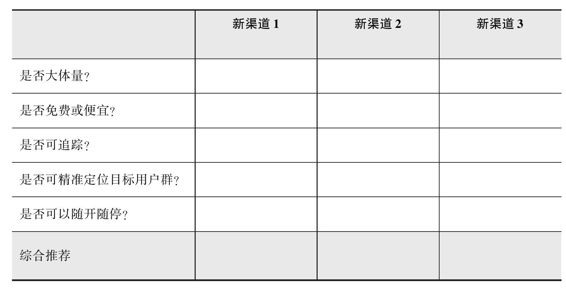 新渠道 1 新渠道 2 新渠道 3
是否大体量?
是否免费或便宜?
是否可追踪?
是否可精准定位目标用户群?
是否可以随开随停?
综合推荐